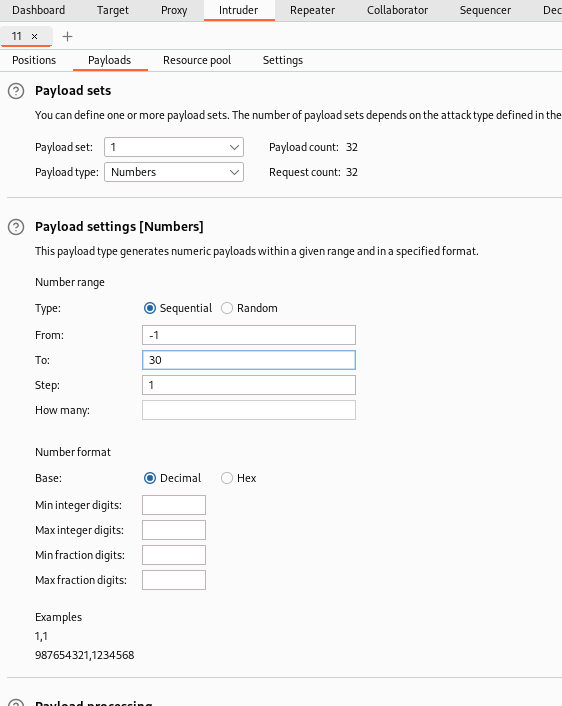 Dashboard Target Proxy Intruder Repeater Collaborator Sequencer Dec
11 × +
Positions Payloads Resource pool Settings
? Payload sets
You can define one or more payload sets. The number of payload sets depends on the attack type defined in the
Payload set: 1 Payload count: 32
Payload type: Numbers Request count: 32
? Payload settings [Numbers]
This payload type generates numeric payloads within a given range and in a specified format.
Number range
Type: Sequential Random
From: -1
To: 30
Step: 1
How many:
Number format
Base: Decimal Hex
Min integer digits:
Max integer digits:
Min fraction digits:
Max fraction digits:
Examples
1,1
987654321,1234568
? Payload processing